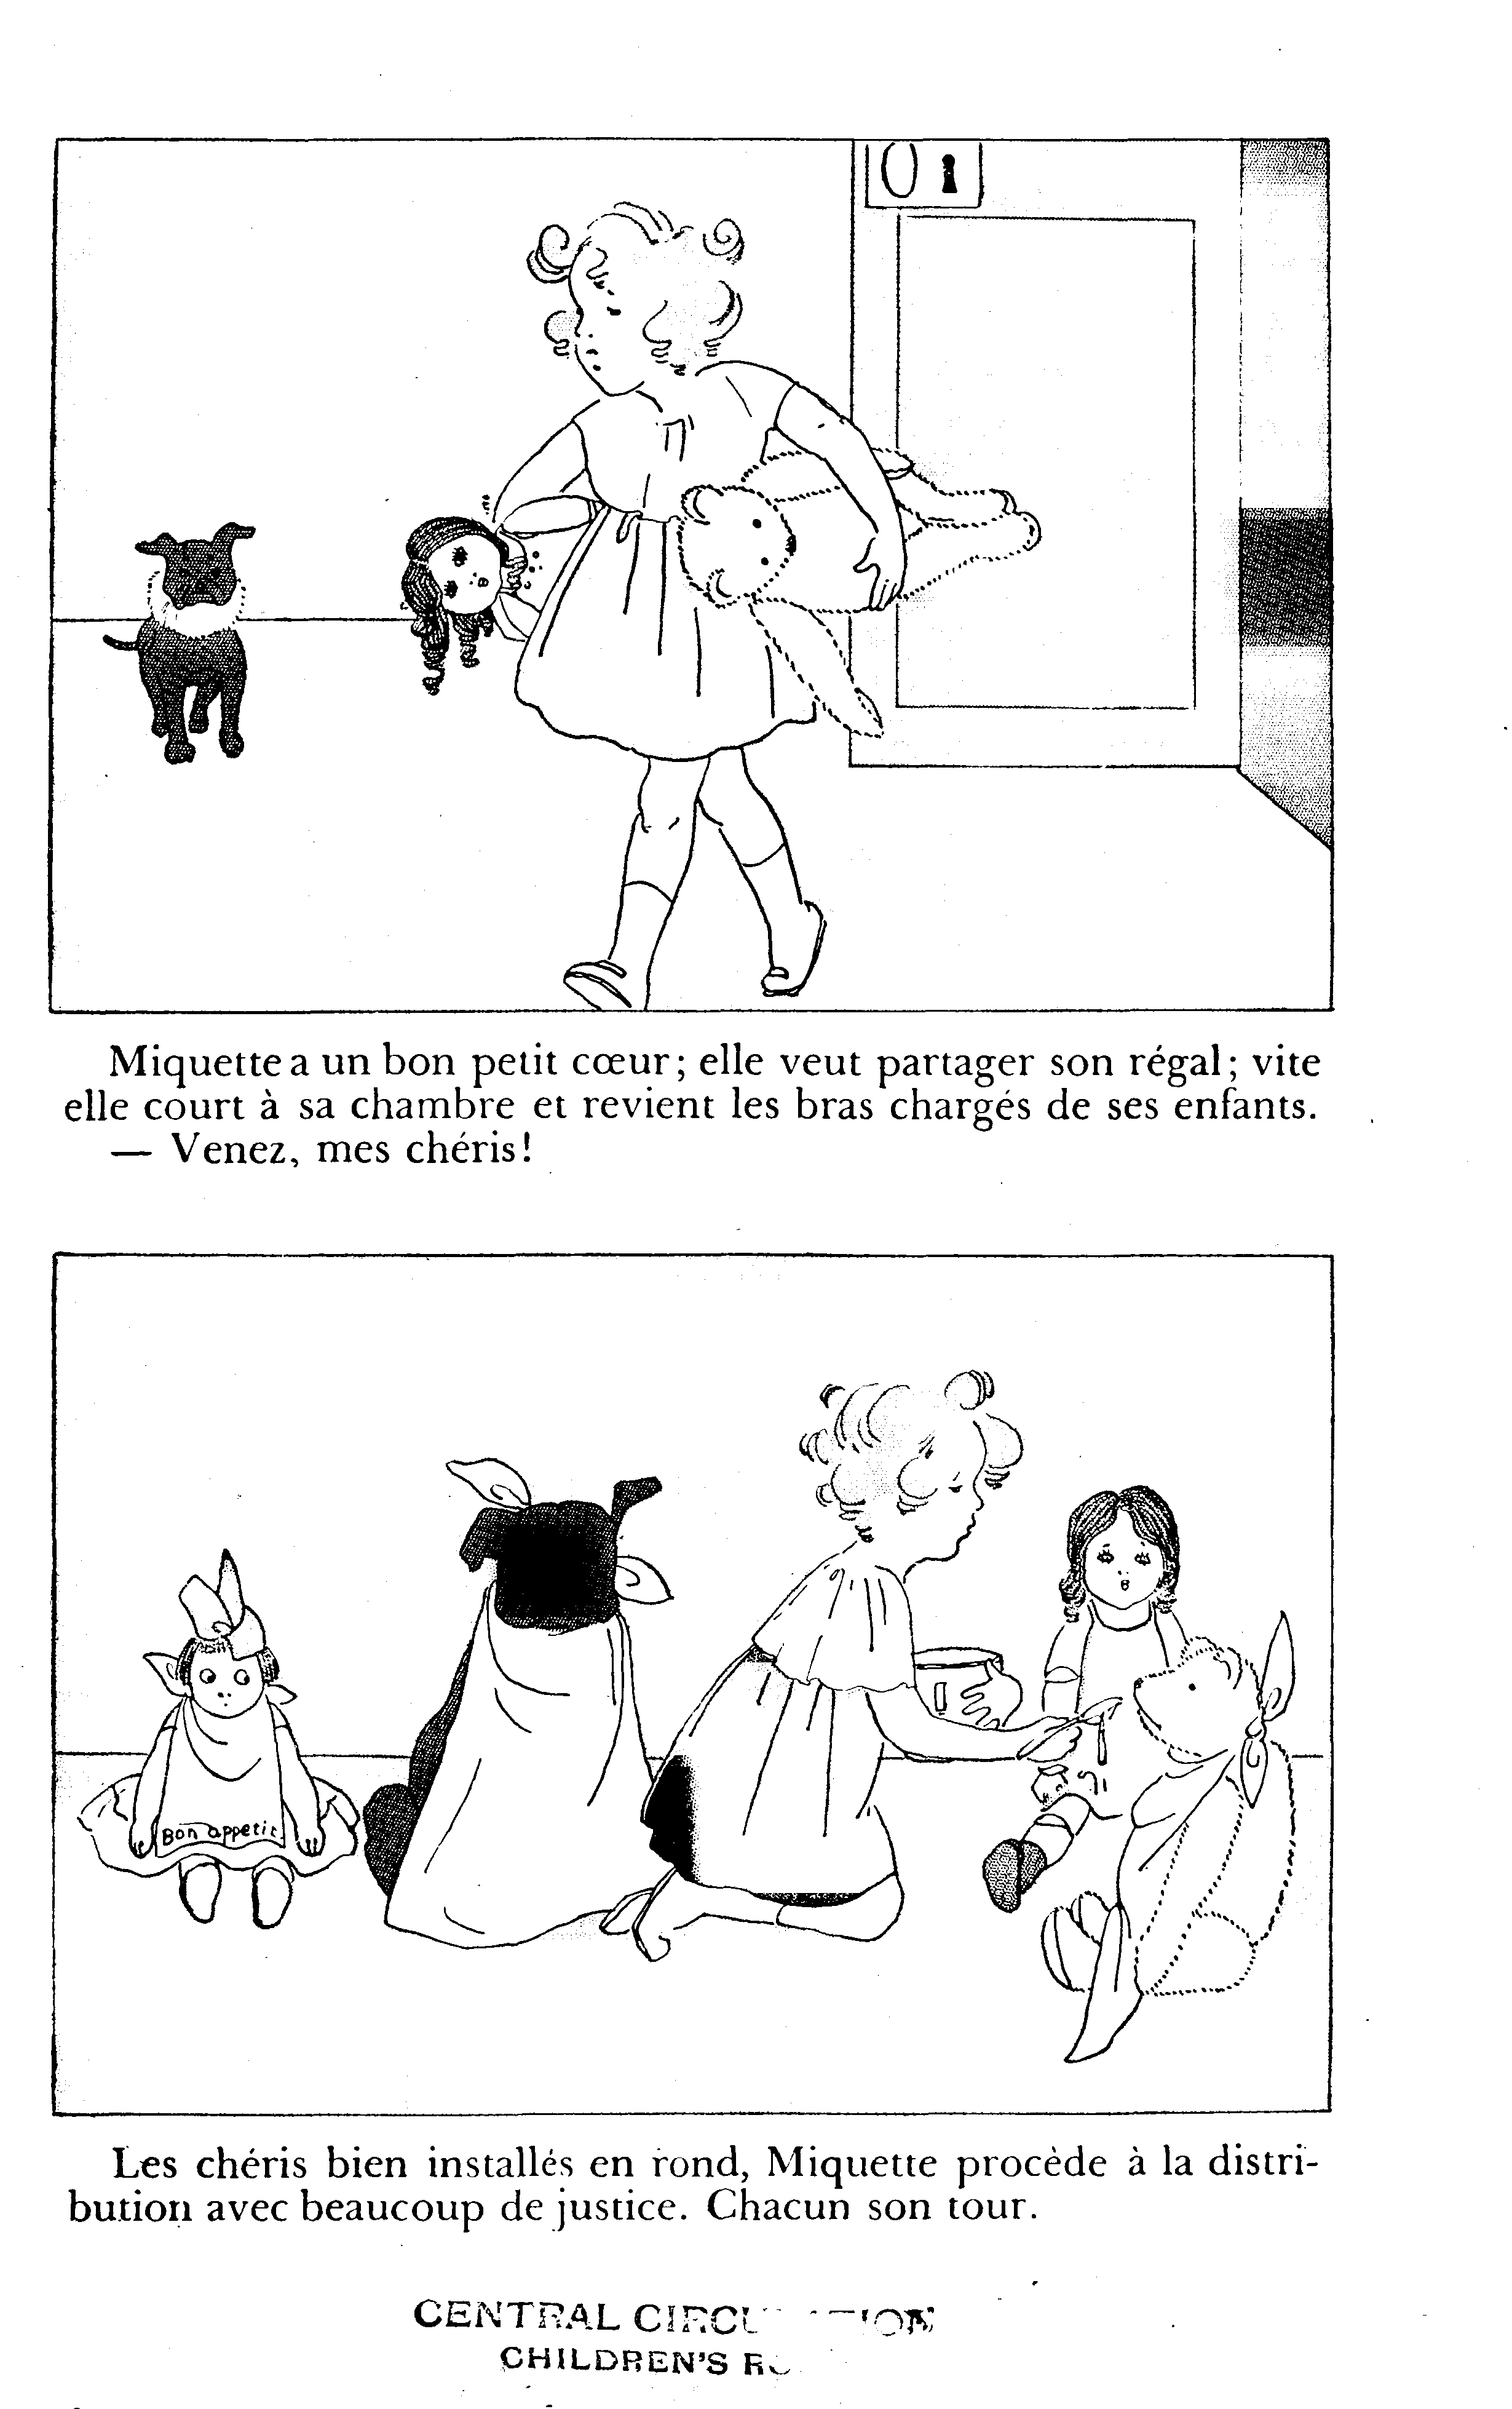 Miquette a un bon petit cœur; elle veut partager son régal; vite
elle court à sa chambre et revient les bras chargés de ses enfants.
— Venez, mes chéris!
Bon appetit
Les chéris bien installés en rond, Miquette procède à la distri-
bution avec beaucoup de justice. Chacun son tour.
CENTRAL
CHILDREN'S